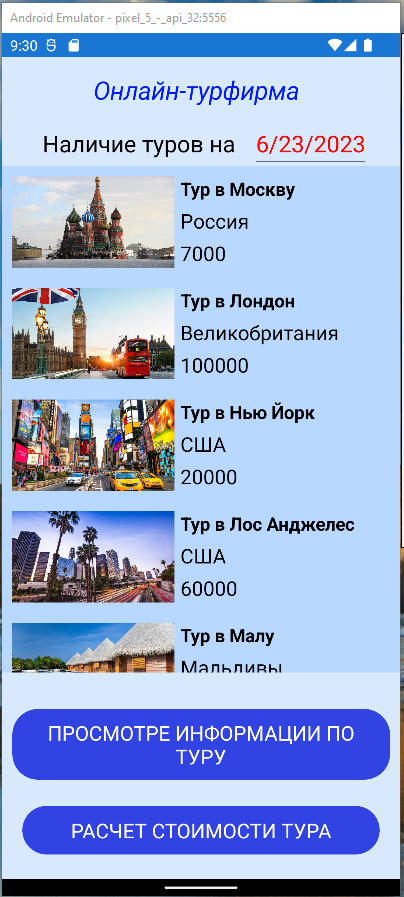 Android Emulator - pixel_5_-_api_32:5556
9:30
Онлайн-турфирма
Наличие туров на 6/23/2023
Тур в Москву
Россия
7000
Тур в Лондон
Великобритания
100000
Тур в Нью Йорк
США
20000
Тур в Лос Анджелес
США
60000
Тур в Малу
Мальдивы
ПРОСМОТРЕ ИНФОРМАЦИИ ПО
ТУРУ
РАСЧЕТ СТОИМОСТИ ТУРА